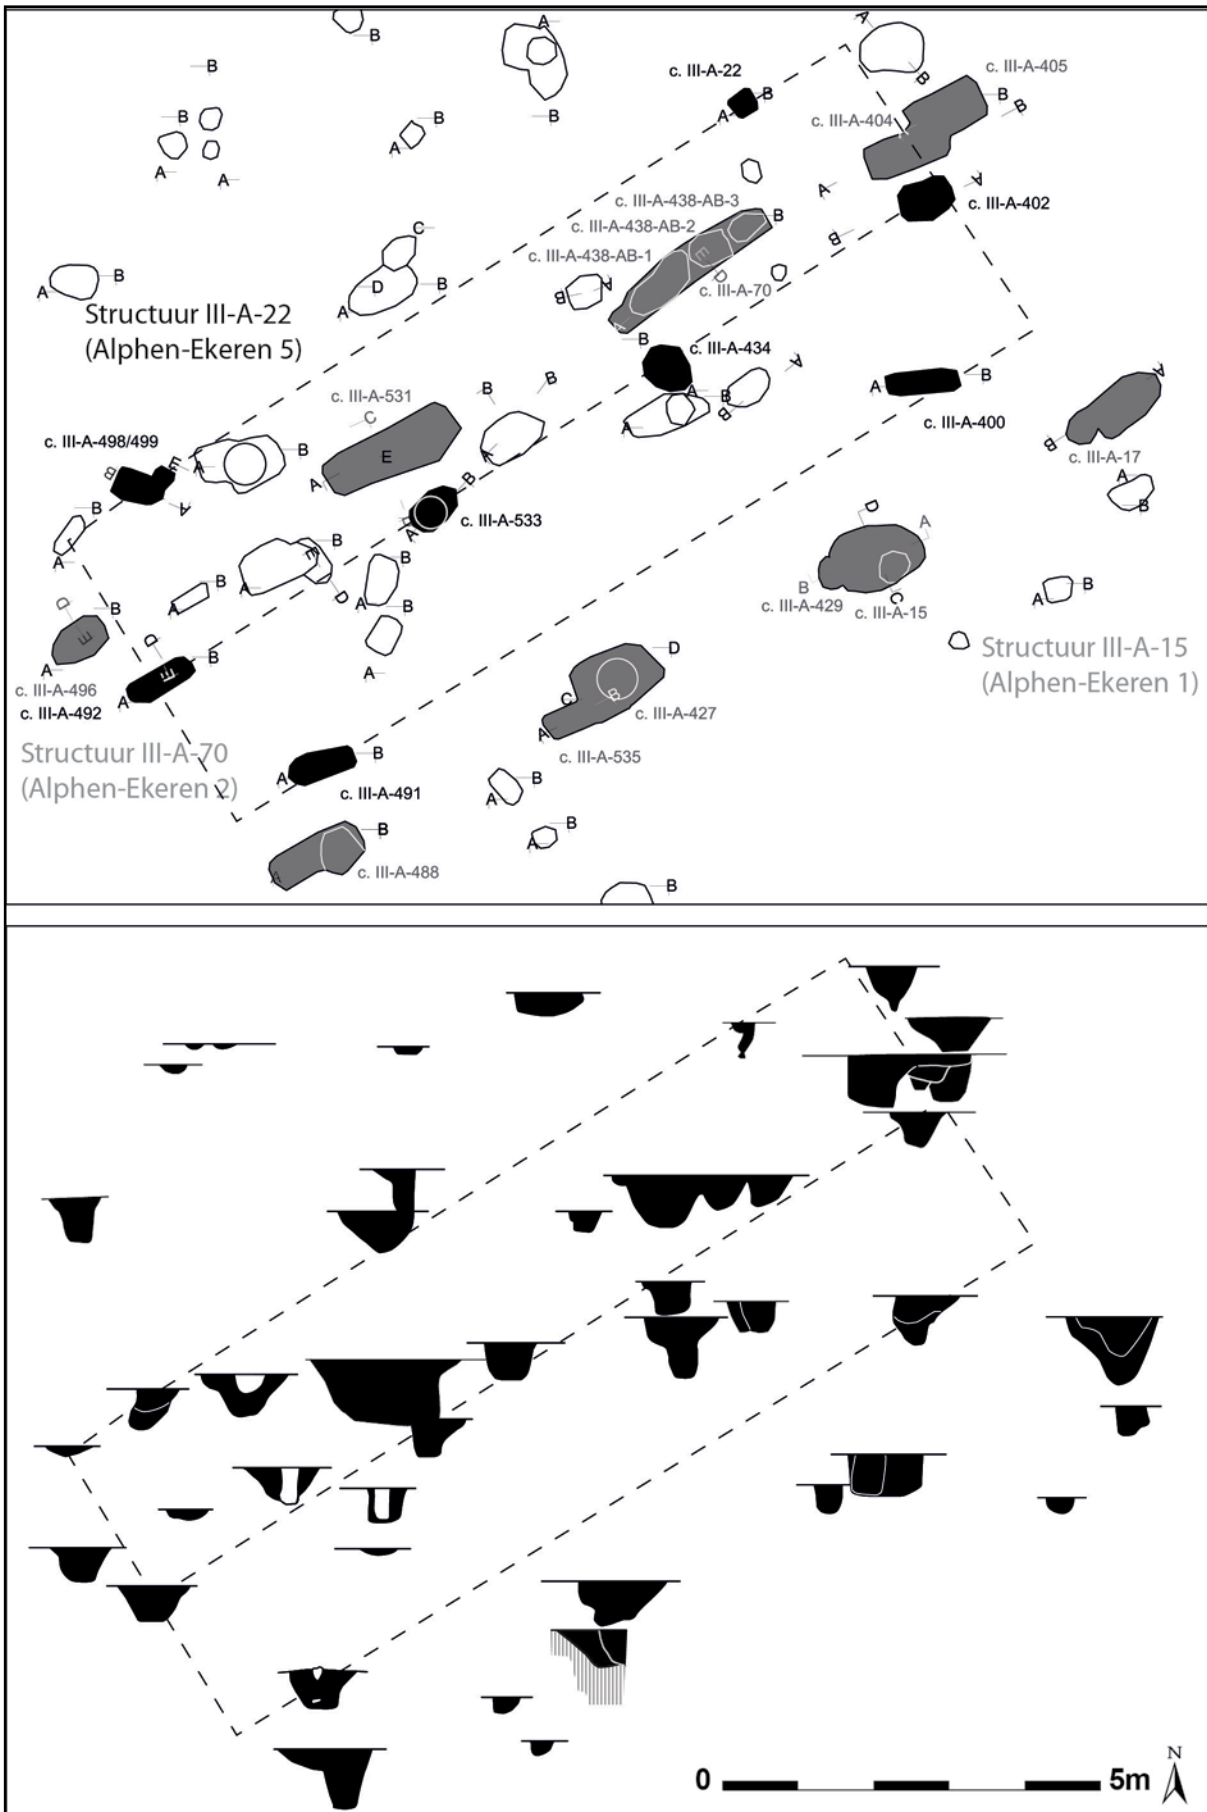 A
B
A
A
B
c. III-A-22
c. III-A-405
B
B
B
B
A
B
c. III-A-404
B
B
B
A
B
A
A
A
A
c. III-A-438-AB-3
A
A
c. III-A-402
C
c. III-A-438-AB-2
B
B
c. III-A-438-AB-1
E
D
B
A
D
B
A
B
c. III-A-70
A
A
Structuur III-A-22
(Alphen-Ekeren 5)
B
c. III-A-434
A
B
A
B
A
B
A
c. III-A-531
B
B
A
B
A
c. III-A-400
C
c. III-A-498/499
B
E
A
B
E
A
A
B
c. III-A-17
A
B
A
B
B
c. III-A-533
B
A
D
A
B
E
B
A
B
c. III-A-429
C
c. III-A-15
A
B
D
B
A
D
B
A
B
A
B
E
D
E
B
A
A
A
D
Structuur III-A-15
(Alphen-Ekeren 1)
c. III-A-496
c. III-A-492
C
B
c. III-A-427
Structuur III-A-70
(Alphen-Ekeren 2)
A
B
A
c. III-A-535
c. III-A-491
B
A
B
A
B
A
c. III-A-488
B
0
5m
N